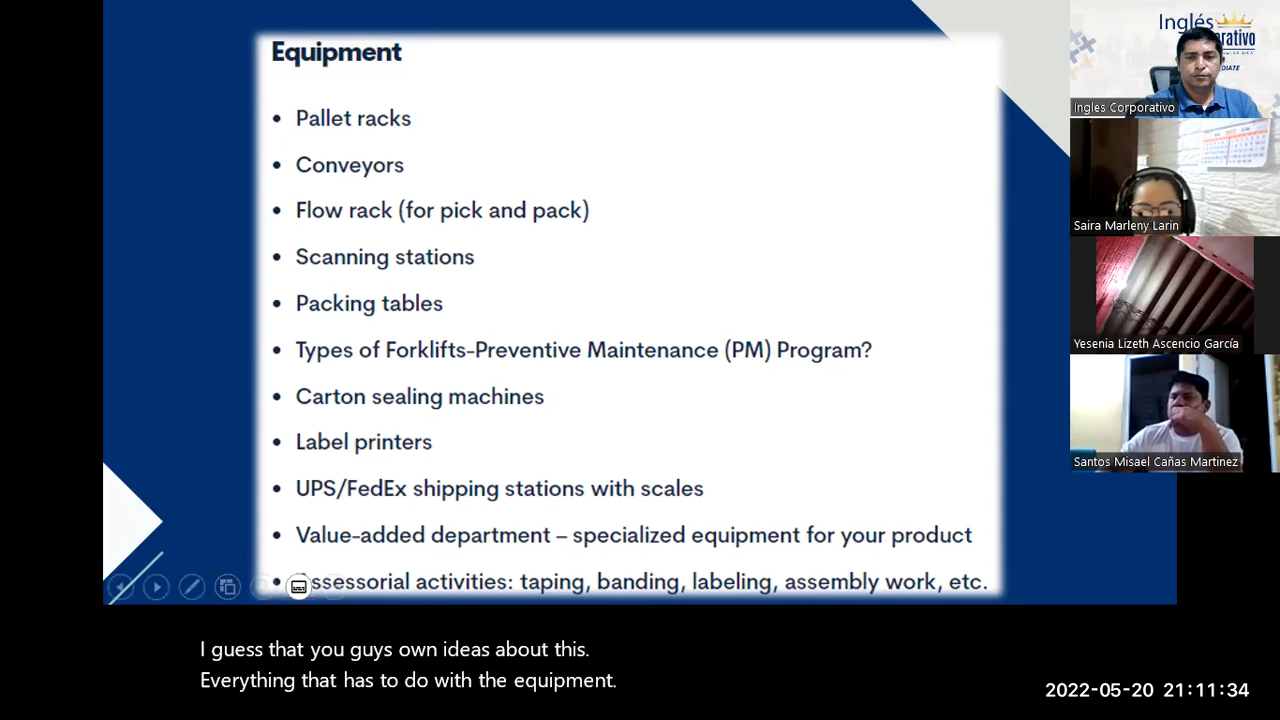 Equipment
Pallet racks
Conveyors
Flow rack (for pick and pack)
Scanning stations
Packing tables
Types of Forklifts-Preventive Maintenance (PM) Program?
Carton sealing machines
Label printers
UPS/FedEx shipping stations with scales
Value-added department – specialized equipment for your product
ssessorial activities: taping, banding, labeling, assembly work, etc.
I guess that you guys own ideas about this.
Everything that has to do with the equipment.
Inglés
Ingles Corporativo
Saira Marleny Larin
Yesenia Lizeth Ascencio García
Santos Misael Cañas Martinez
2022-05-20 21:11:34